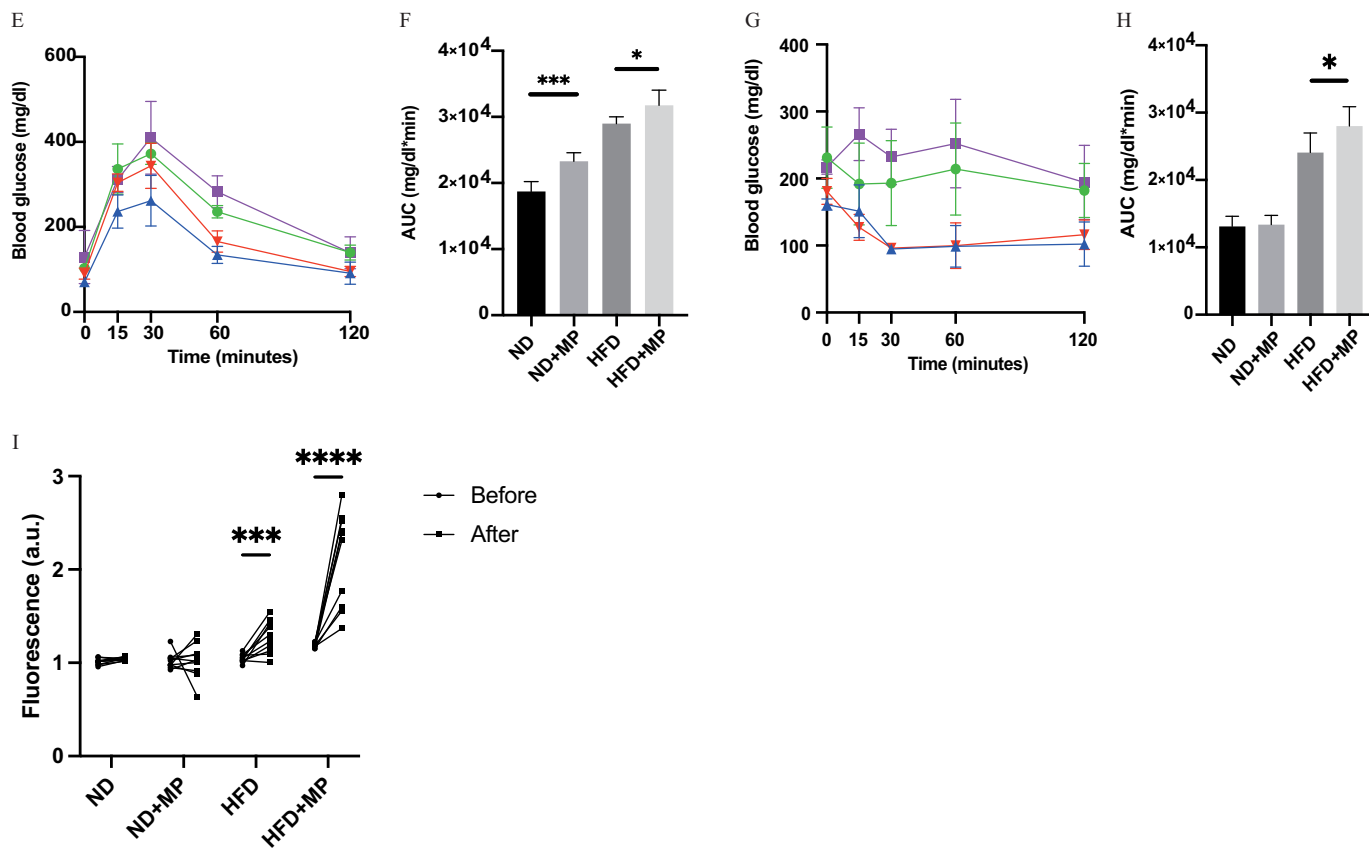 E
Blood glucose (mg/dl)
600
400
200
0
0 15 30 60 120
Time (minutes)
F
AUC (mg/dl*min)
4×10⁴
3×10⁴
2×10⁴
1×10⁴
0
***
*
ND
ND+MP
HFD
HFD+MP
G
Blood glucose (mg/dl)
400
300
200
100
0
0 15 30 60 120
Time (minutes)
H
AUC (mg/dl*min)
4×10⁴
3×10⁴
2×10⁴
1×10⁴
0
*
ND
ND+MP
HFD
HFD+MP
I
Fluorescence (a.u.)
3
2
1
0
***
****
ND
ND+MP
HFD
HFD+MP
Before
After